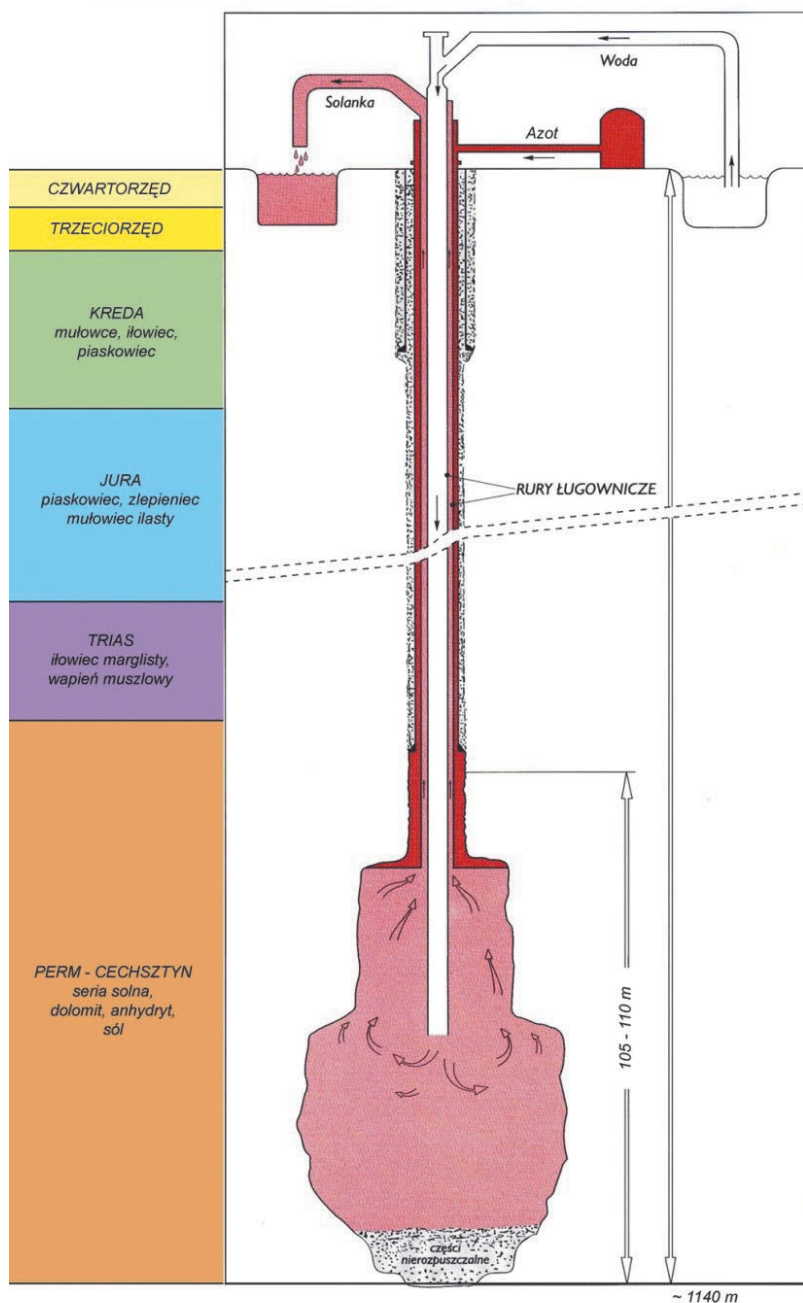 Woda
Solanka
Azot
CZWARTORZĘD
TRZECIORZĘD
KREDA
mułowce, iłowiec,
piaskowiec
JURA
piaskowiec, zlepieniec
mułowiec ilasty
RURY ŁUGOWNICZE
TRIAS
iłowiec marglisty,
wapień muszlowy
PERM - CECHSZTYN
seria solna,
dolomit, anhydryt,
sól
105 - 110 m
części
nierozpuszczalne
~ 1140 m